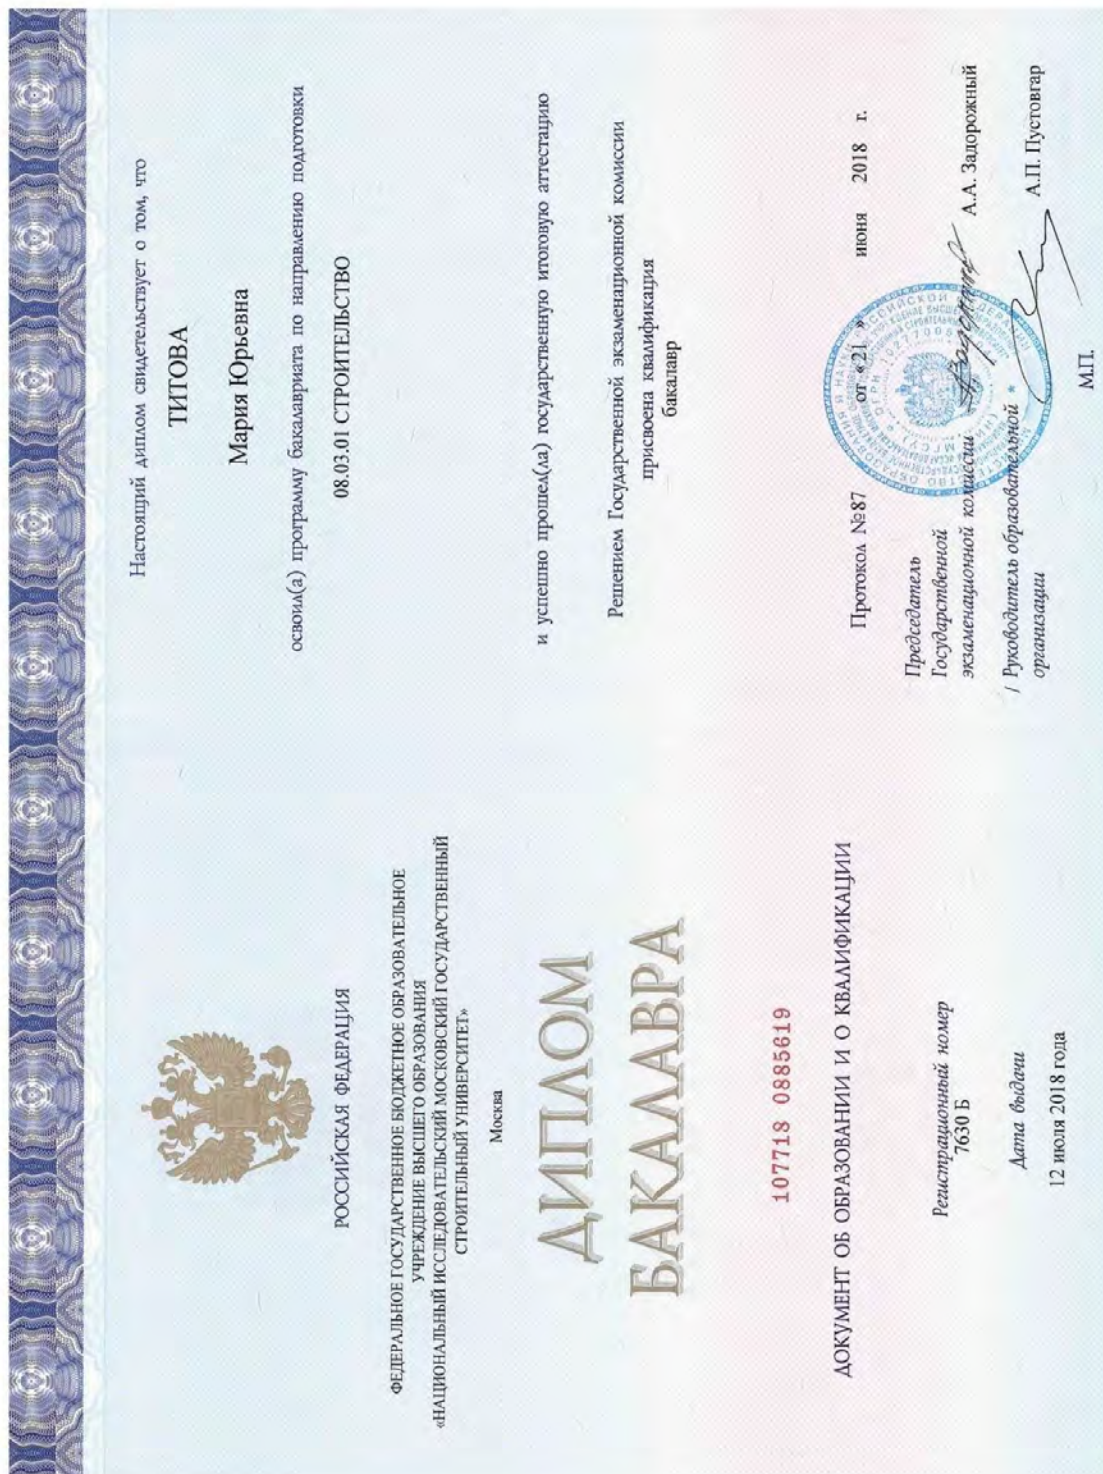 РОССИЙСКАЯ ФЕДЕРАЦИЯ
ФЕДЕРАЛЬНОЕ ГОСУДАРСТВЕННОЕ БЮДЖЕТНОЕ ОБРАЗОВАТЕЛЬНОЕ
УЧРЕЖДЕНИЕ ВЫСШЕГО ОБРАЗОВАНИЯ
«НАЦИОНАЛЬНЫЙ ИССЛЕДОВАТЕЛЬСКИЙ МОСКОВСКИЙ ГОСУДАРСТВЕННЫЙ
СТРОИТЕЛЬНЫЙ УНИВЕРСИТЕТ»
Москва
ДИПЛОМ
БАКАЛАВРА
107718 0885619
ДОКУМЕНТ ОБ ОБРАЗОВАНИИ И О КВАЛИФИКАЦИИ
Регистрационный номер
7630 Б
Дата выдачи
12 июля 2018 года
Настоящий диплом свидетельствует о том, что
ТИТОВА
Мария Юрьевна
освоил(а) программу бакалавриата по направлению подготовки
08.03.01 СТРОИТЕЛЬСТВО
и успешно прошел(ла) государственную итоговую аттестацию
Решением Государственной экзаменационной комиссии
присвоена квалификация
бакалавр
Протокол №87 от «21 » июня 2018 г.
Председатель
Государственной
экзаменационной комиссии А.А. Задорожный
/ Руководитель образовательной А.П. Пустовгар
организации
М.П.